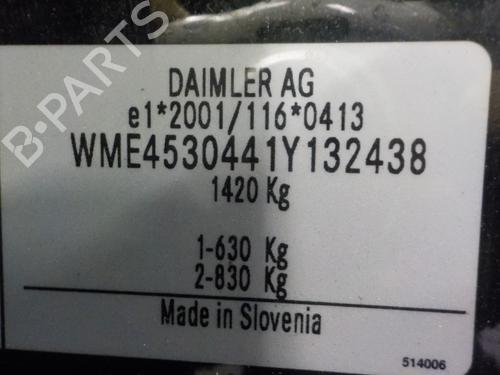 B-PARTS
DAIMLER AG
e1*2001/116*0413
WME4530441Y132438
1420 Kg
1-630 Kg
2-830 Kg
Made in Slovenia
514006